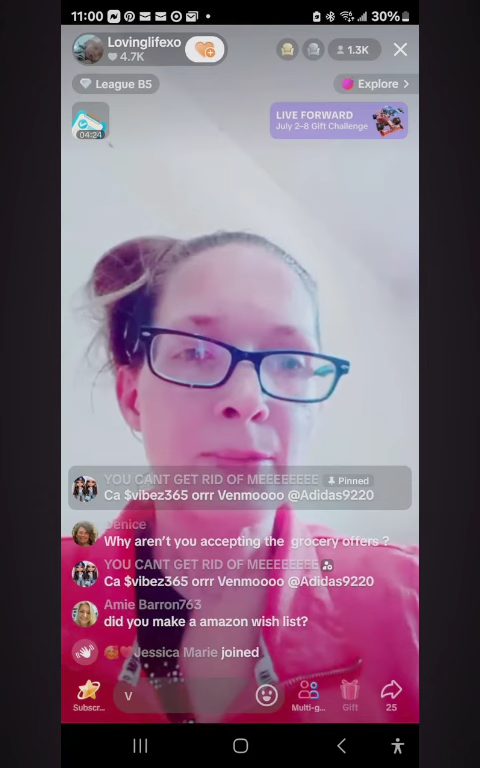 11:00
30%
Lovinglifexo
4.7K
1.3K
League B5
Explore >
04:24
LIVE FORWARD
July 2–8 Gift Challenge
YOU CANT GET RID OF MEEEEEEE Pinned
Ca $vibez365 orrr Venmoooo @Adidas9220
Denice
Why aren't you accepting the grocery offers ?
YOU CANT GET RID OF MEEEEEEE
Ca $vibez365 orrr Venmoooo @Adidas9220
Amie Barron763
did you make a amazon wish list?
Jessica Marie joined
V
Subscr...
Multi-g...
Gift
25